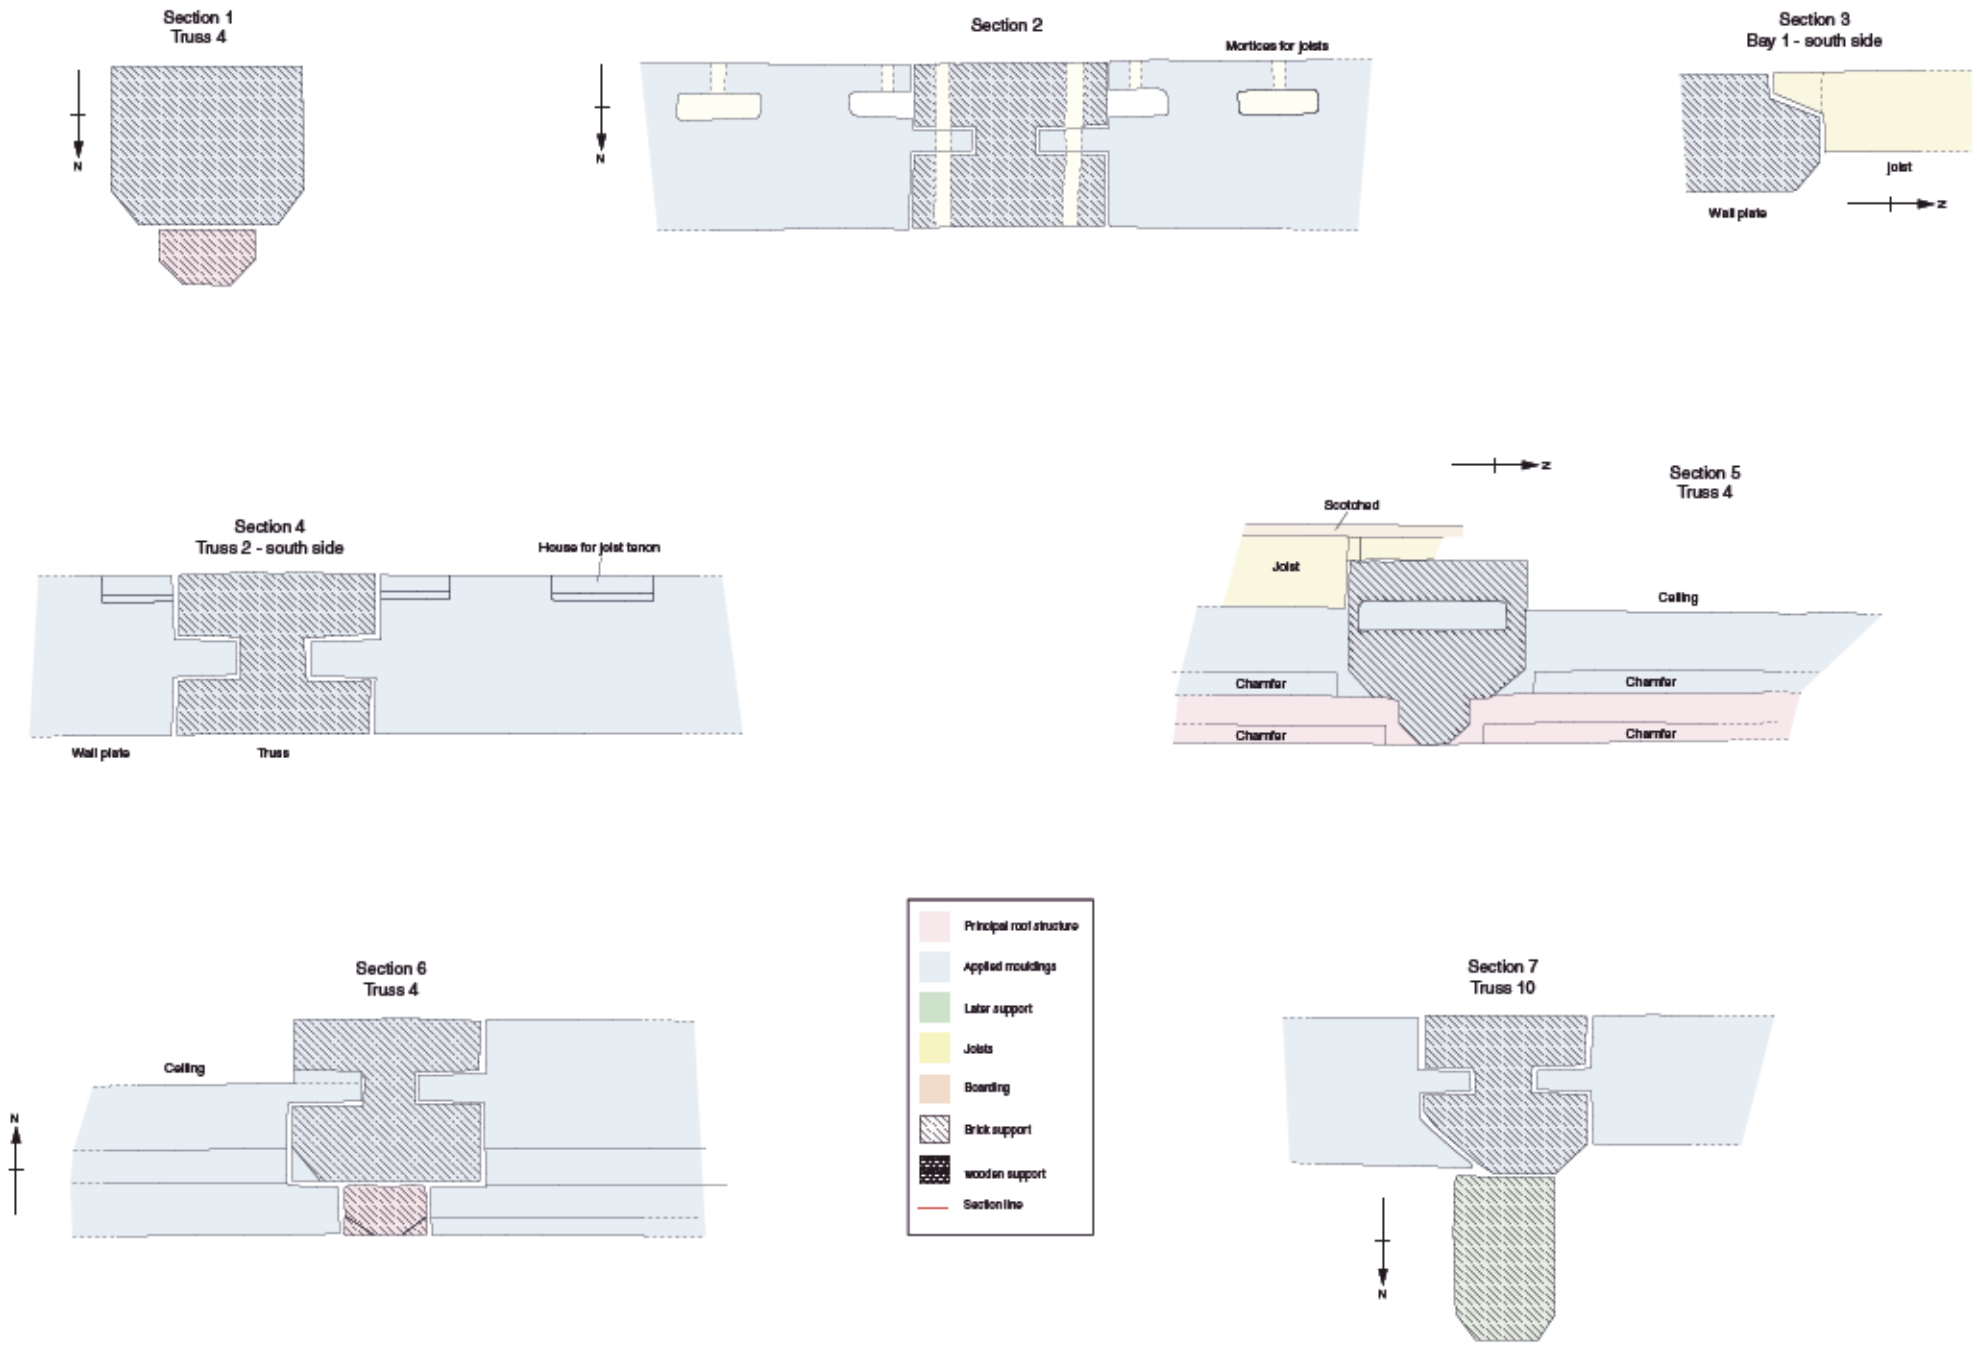 Section 1
Truss 4
N
Section 2
Mortices for joists
N
Section 3
Bay 1 - south side
joist
Wall plate
N
Section 4
Truss 2 - south side
House for joist tenon
Wall plate
Truss
N
Section 5
Truss 4
Scotched
Joist
Ceiling
Chamfer
Chamfer
Chamfer
Chamfer
Section 6
Truss 4
Ceiling
N
Principal roof structure
Applied mouldings
Later support
Joists
Boarding
Brick support
wooden support
Section line
Section 7
Truss 10
N